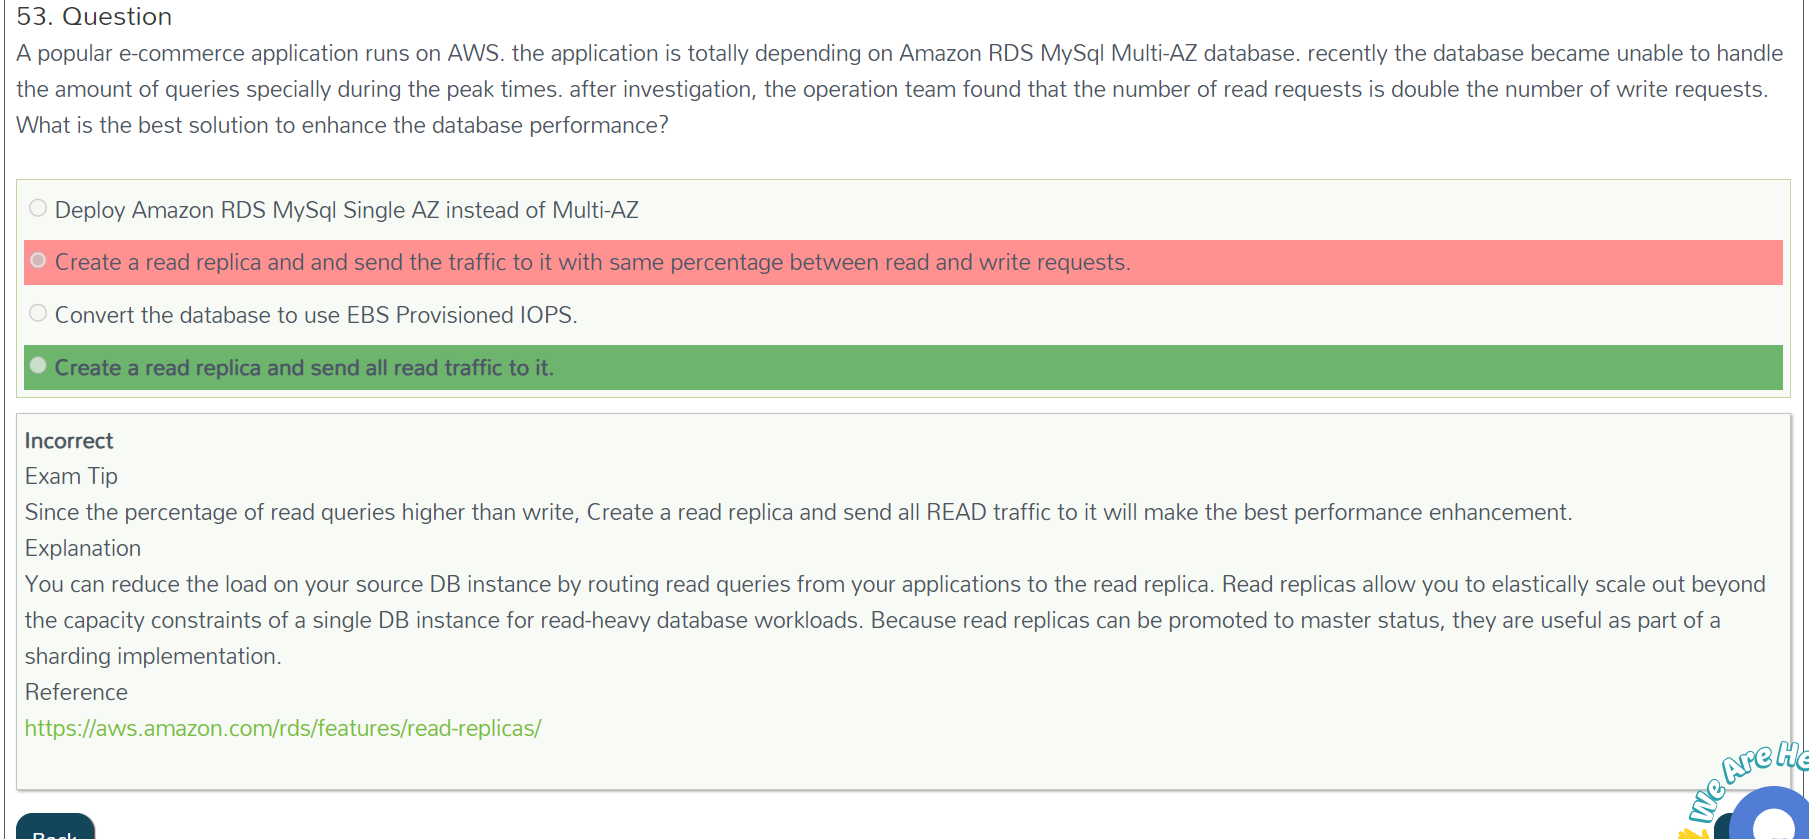 53. Question
A popular e-commerce application runs on AWS. the application is totally depending on Amazon RDS MySql Multi-AZ database. recently the database became unable to handle
the amount of queries specially during the peak times. after investigation, the operation team found that the number of read requests is double the number of write requests.
What is the best solution to enhance the database performance?
Deploy Amazon RDS MySql Single AZ instead of Multi-AZ
Create a read replica and and send the traffic to it with same percentage between read and write requests.
Convert the database to use EBS Provisioned IOPS.
Create a read replica and send all read traffic to it.
Incorrect
Exam Tip
Since the percentage of read queries higher than write, Create a read replica and send all READ traffic to it will make the best performance enhancement.
Explanation
You can reduce the load on your source DB instance by routing read queries from your applications to the read replica. Read replicas allow you to elastically scale out beyond
the capacity constraints of a single DB instance for read-heavy database workloads. Because read replicas can be promoted to master status, they are useful as part of a
sharding implementation.
Reference
https://aws.amazon.com/rds/features/read-replicas/
We Are He
Back